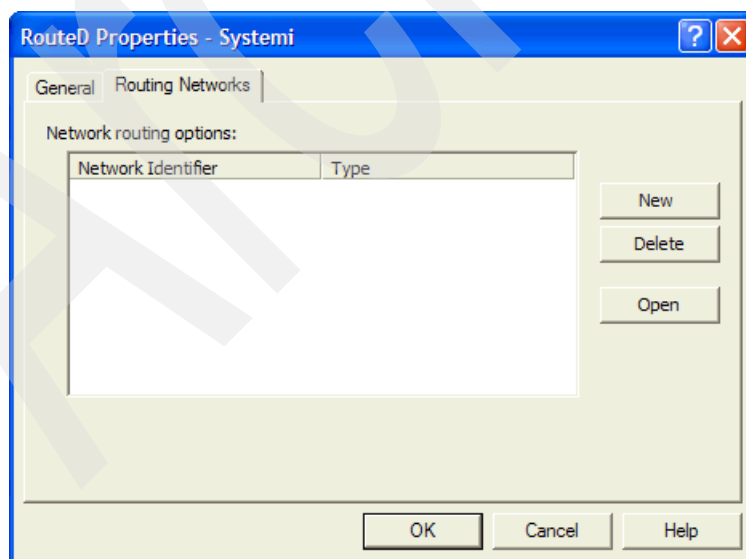 RouteD Properties - Systemi
?
General Routing Networks
Network routing options:
Network Identifier Type
New
Delete
Open
OK Cancel Help